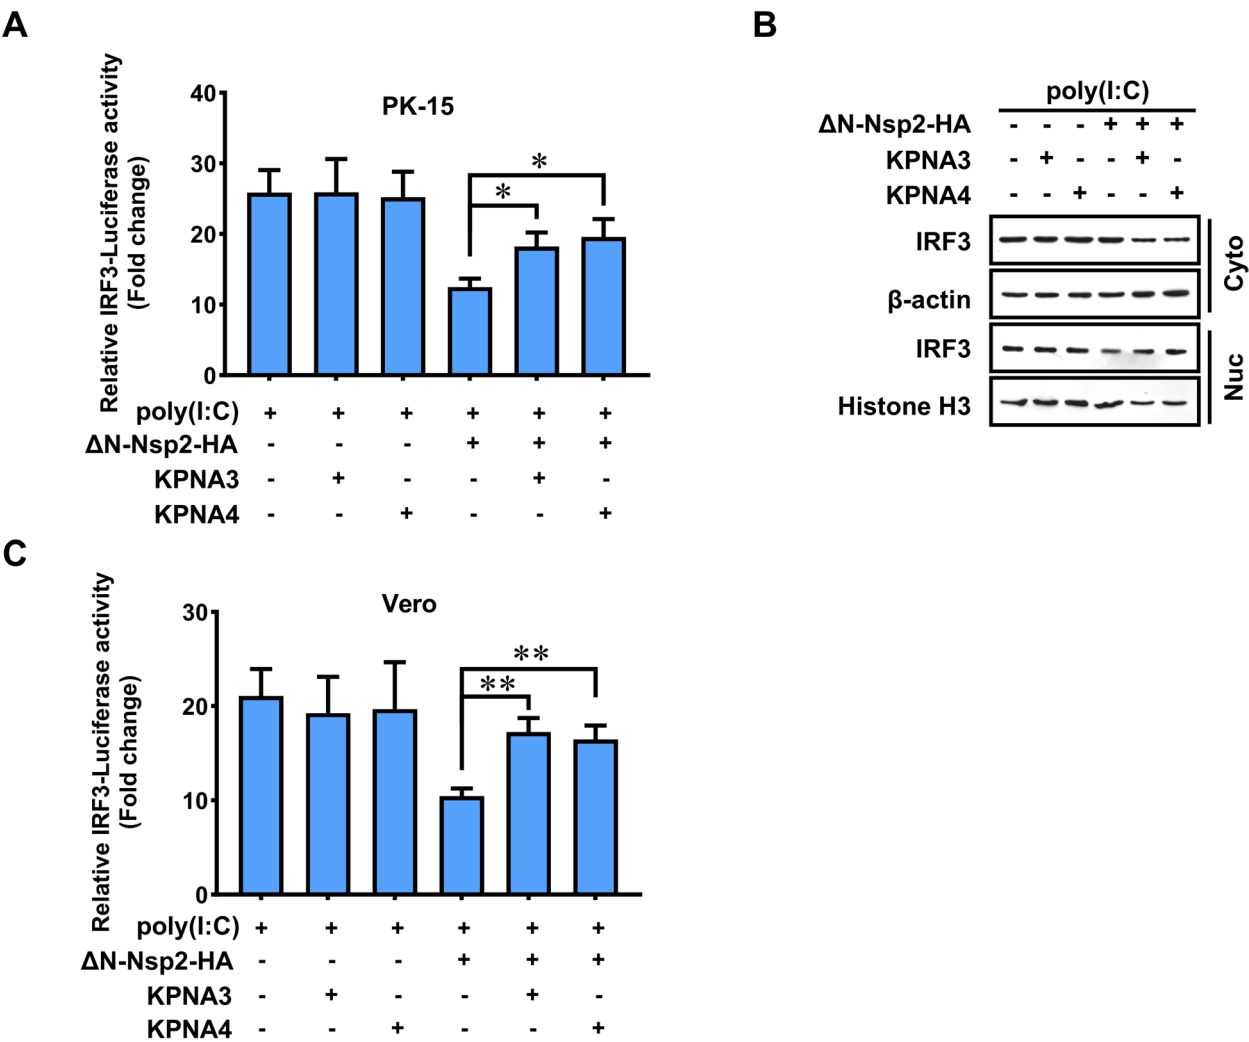 A
PK-15
Relative IRF3-Luciferase activity
(Fold change)
40
30
20
10
0
*
*
poly(I:C) + + + + + +
ΔN-Nsp2-HA - - - + + +
KPNA3 - + - - + -
KPNA4 - - + - - +
B
poly(I:C)
ΔN-Nsp2-HA - - - + + +
KPNA3 - + - - + -
KPNA4 - - + - - +
IRF3
β-actin
Cyto
IRF3
Histone H3
Nuc
C
Vero
Relative IRF3-Luciferase activity
(Fold change)
30
20
10
0
**
**
poly(I:C) + + + + + +
ΔN-Nsp2-HA - - - + + +
KPNA3 - + - - + -
KPNA4 - - + - - +